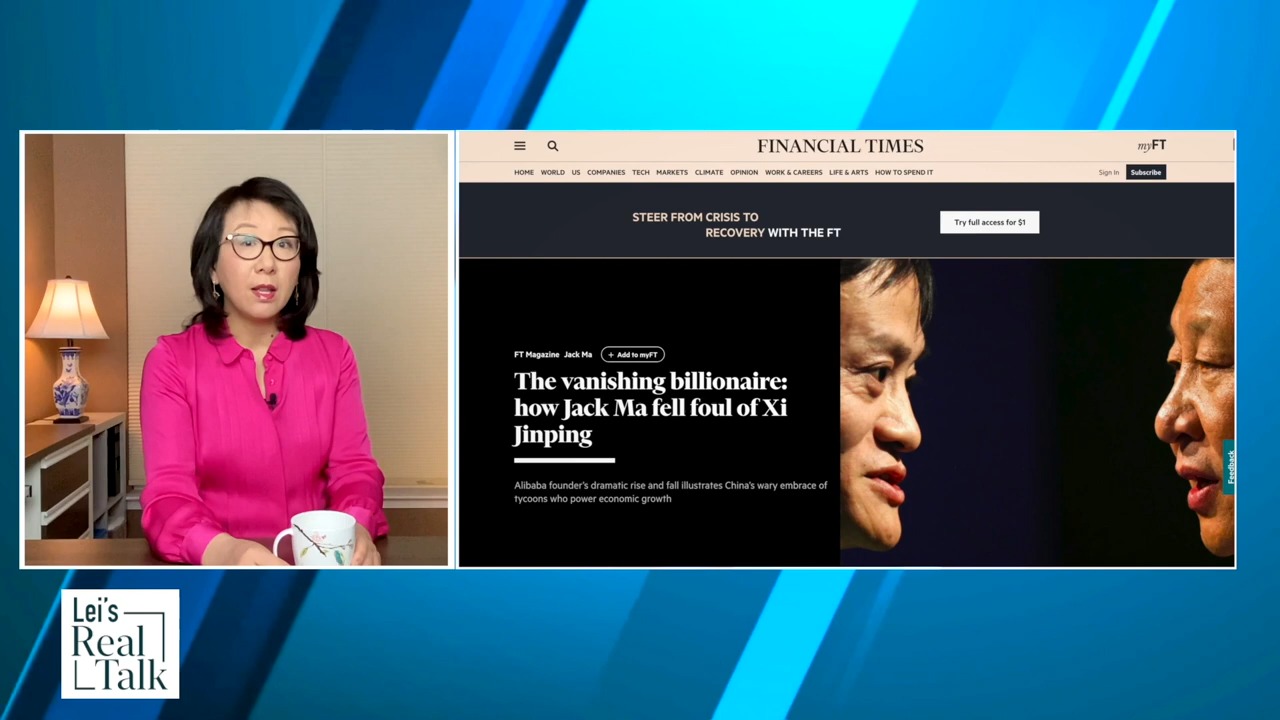 FINANCIAL TIMES
myFT
HOME WORLD US COMPANIES TECH MARKETS CLIMATE OPINION WORK & CAREERS LIFE & ARTS HOW TO SPEND IT
Sign In Subscribe
STEER FROM CRISIS TO
RECOVERY WITH THE FT
Try full access for $1
FT Magazine Jack Ma + Add to myFT
The vanishing billionaire:
how Jack Ma fell foul of Xi
Jinping
Alibaba founder's dramatic rise and fall illustrates China's wary embrace of
tycoons who power economic growth
Feedback
Lei's
Real
Talk